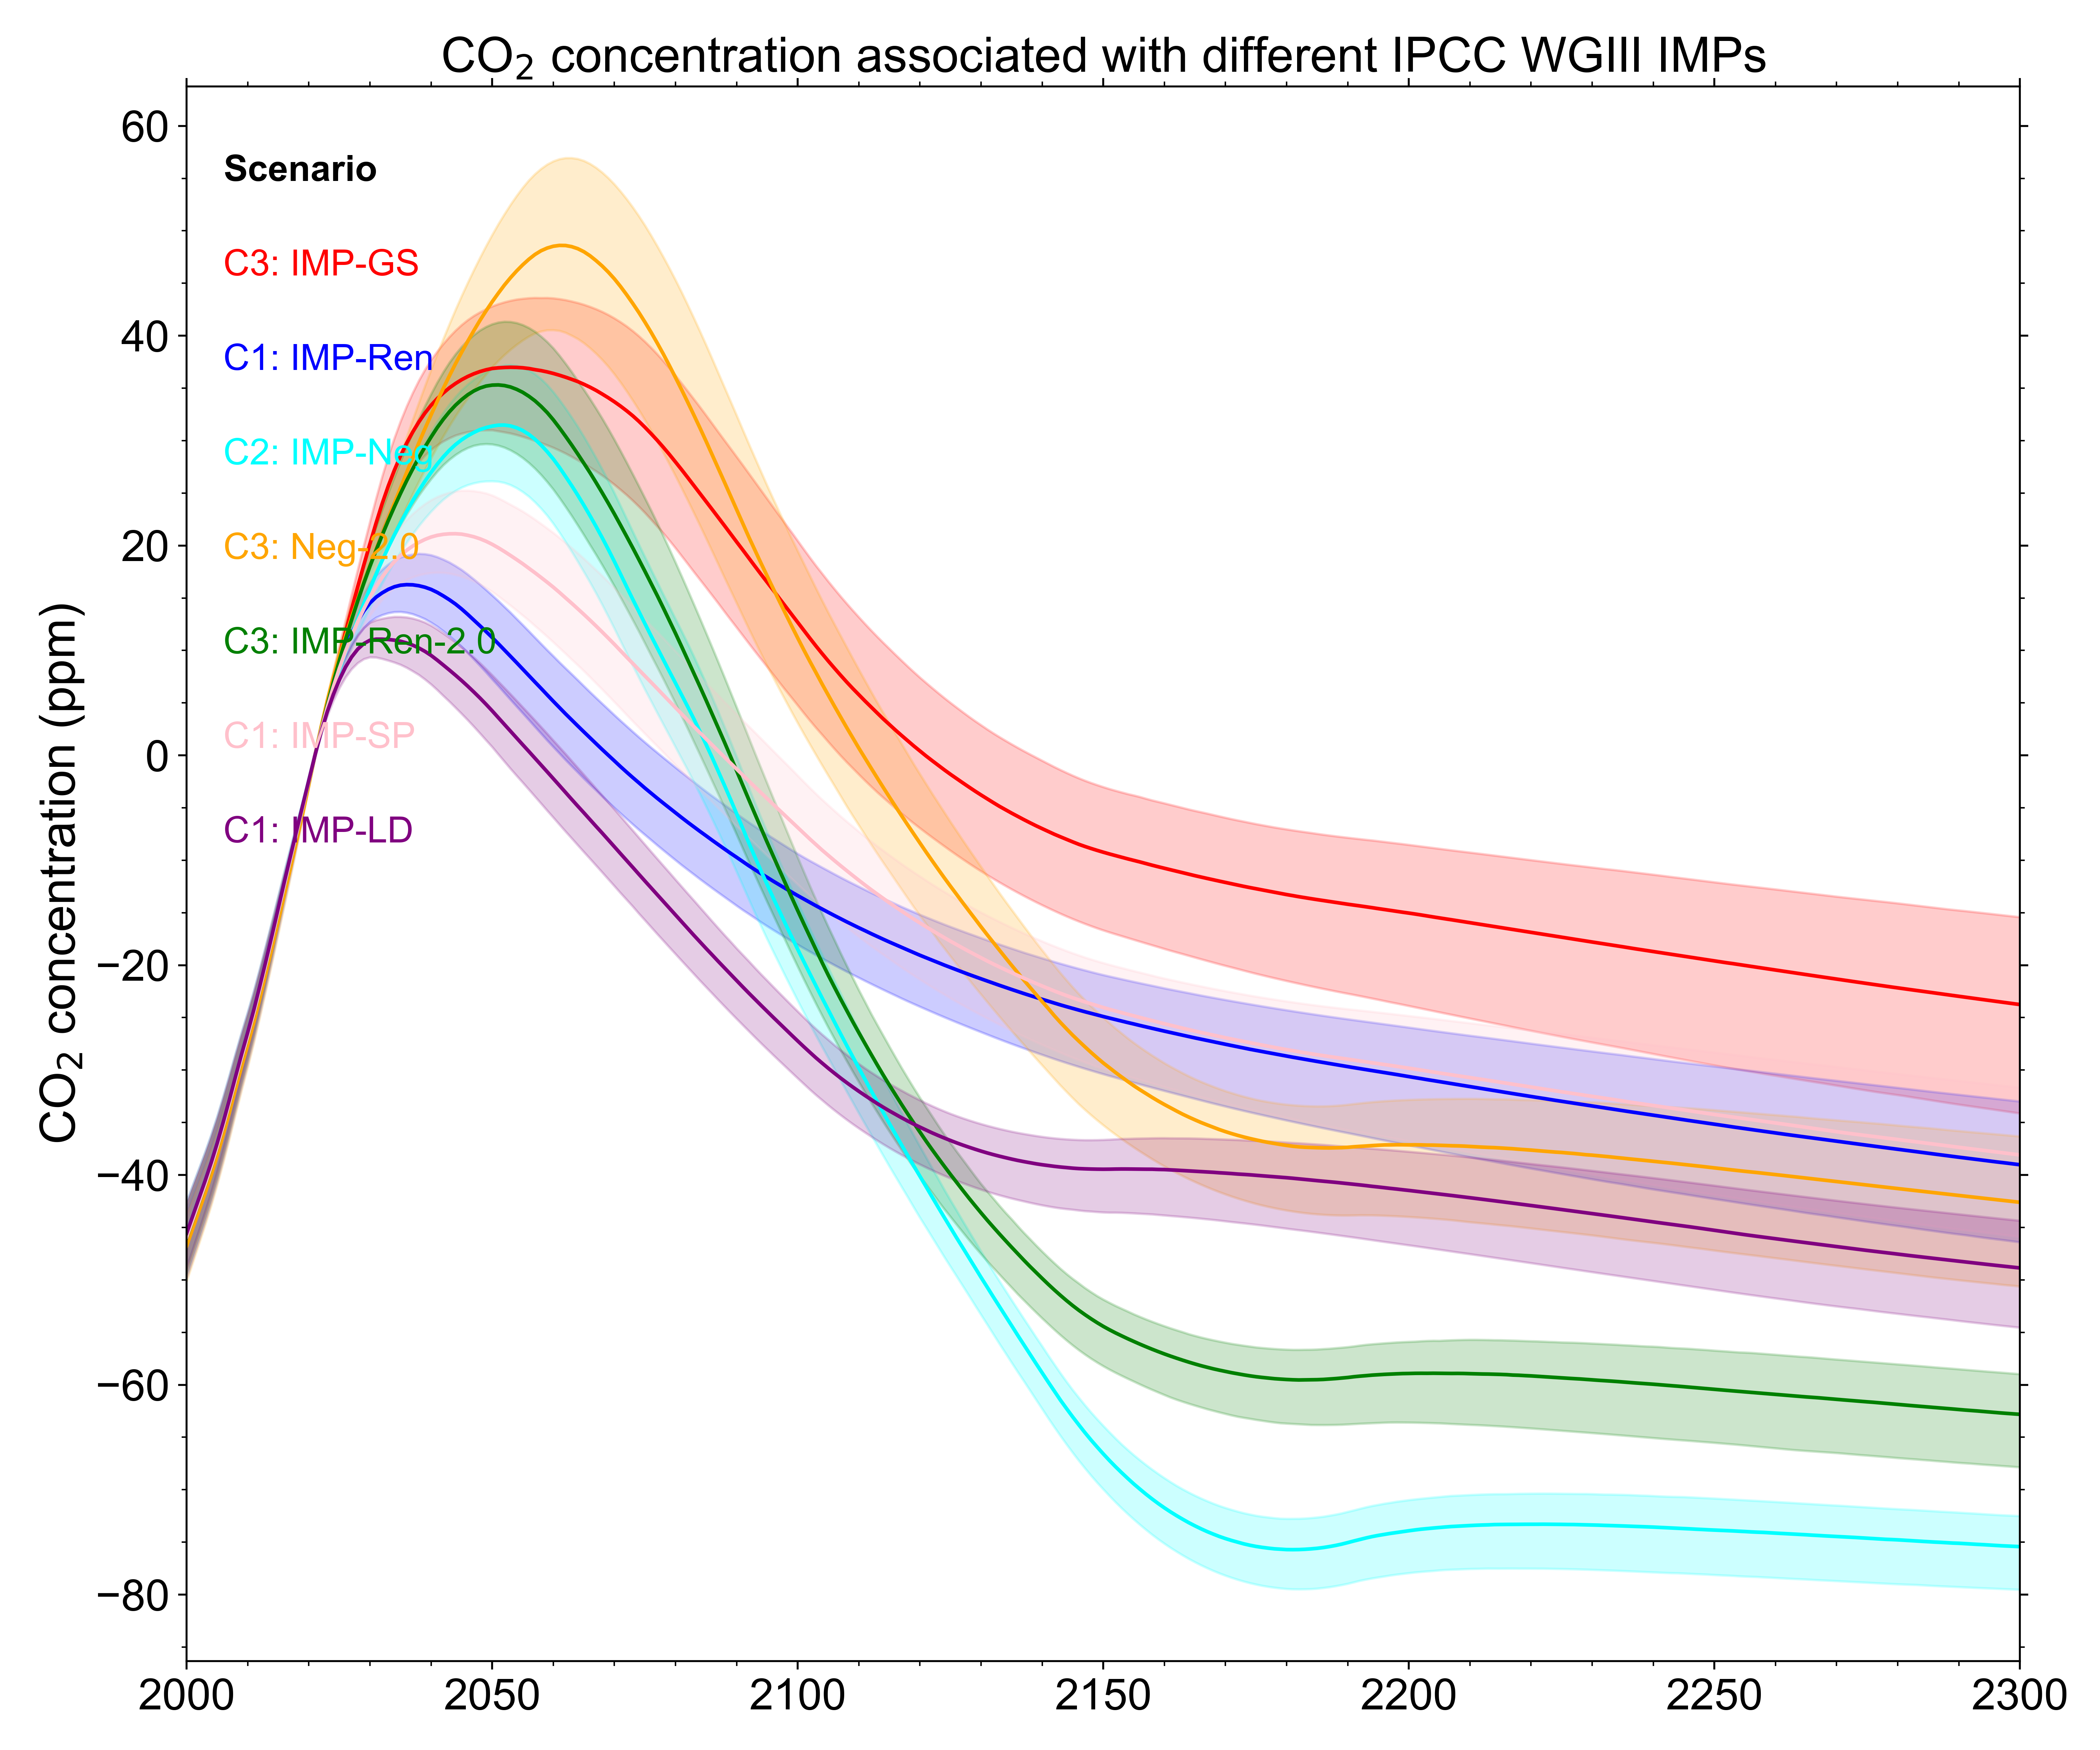 CO₂ concentration associated with different IPCC WGIII IMPs
60
40
20
0
−20
−40
−60
−80
CO₂ concentration (ppm)
Scenario
C3: IMP-GS
C1: IMP-Ren
C2: IMP-Neg
C3: Neg-2.0
C3: IMP-Ren-2.0
C1: IMP-SP
C1: IMP-LD
2000 2050 2100 2150 2200 2250 2300